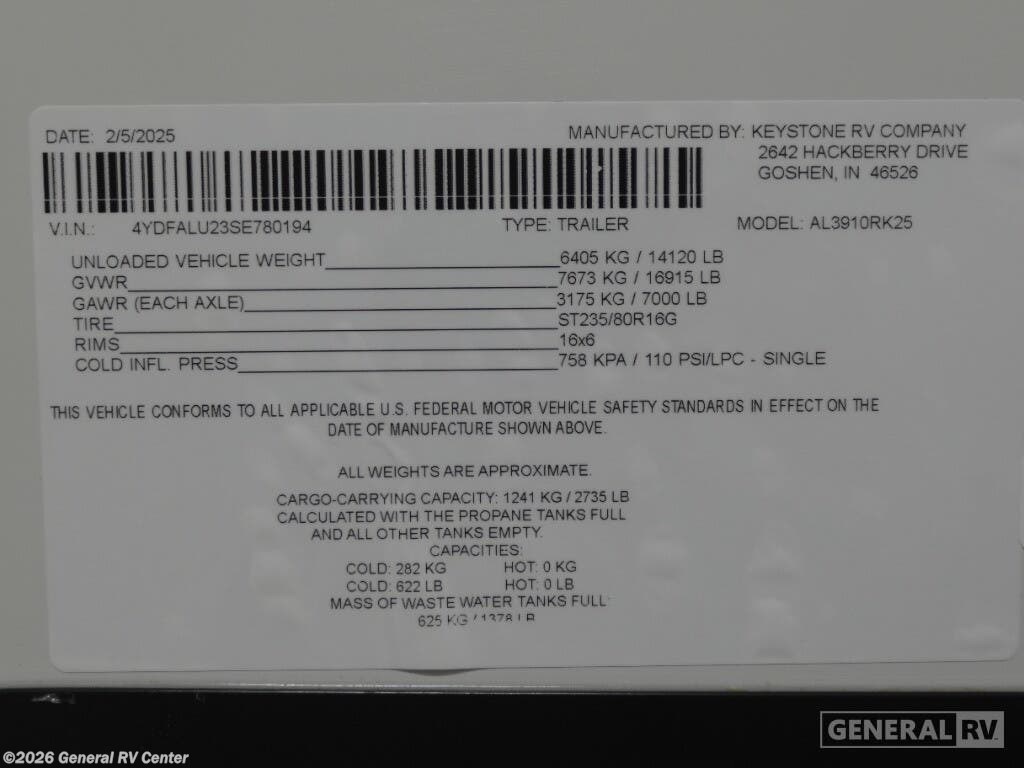 DATE: 2/5/2025
MANUFACTURED BY: KEYSTONE RV COMPANY
2642 HACKBERRY DRIVE
GOSHEN, IN 46526
V.I.N.: 4YDFALU23SE780194 TYPE: TRAILER MODEL: AL3910RK25
UNLOADED VEHICLE WEIGHT 6405 KG / 14120 LB
GVWR 7673 KG / 16915 LB
GAWR (EACH AXLE) 3175 KG / 7000 LB
TIRE ST235/80R16G
RIMS 16x6
COLD INFL. PRESS 758 KPA / 110 PSI/LPC - SINGLE
THIS VEHICLE CONFORMS TO ALL APPLICABLE U.S. FEDERAL MOTOR VEHICLE SAFETY STANDARDS IN EFFECT ON THE
DATE OF MANUFACTURE SHOWN ABOVE.
ALL WEIGHTS ARE APPROXIMATE.
CARGO-CARRYING CAPACITY: 1241 KG / 2735 LB
CALCULATED WITH THE PROPANE TANKS FULL
AND ALL OTHER TANKS EMPTY.
CAPACITIES:
COLD: 282 KG HOT: 0 KG
COLD: 622 LB HOT: 0 LB
MASS OF WASTE WATER TANKS FULL
625 KG / 1378 LB
GENERAL RV
©2026 General RV Center